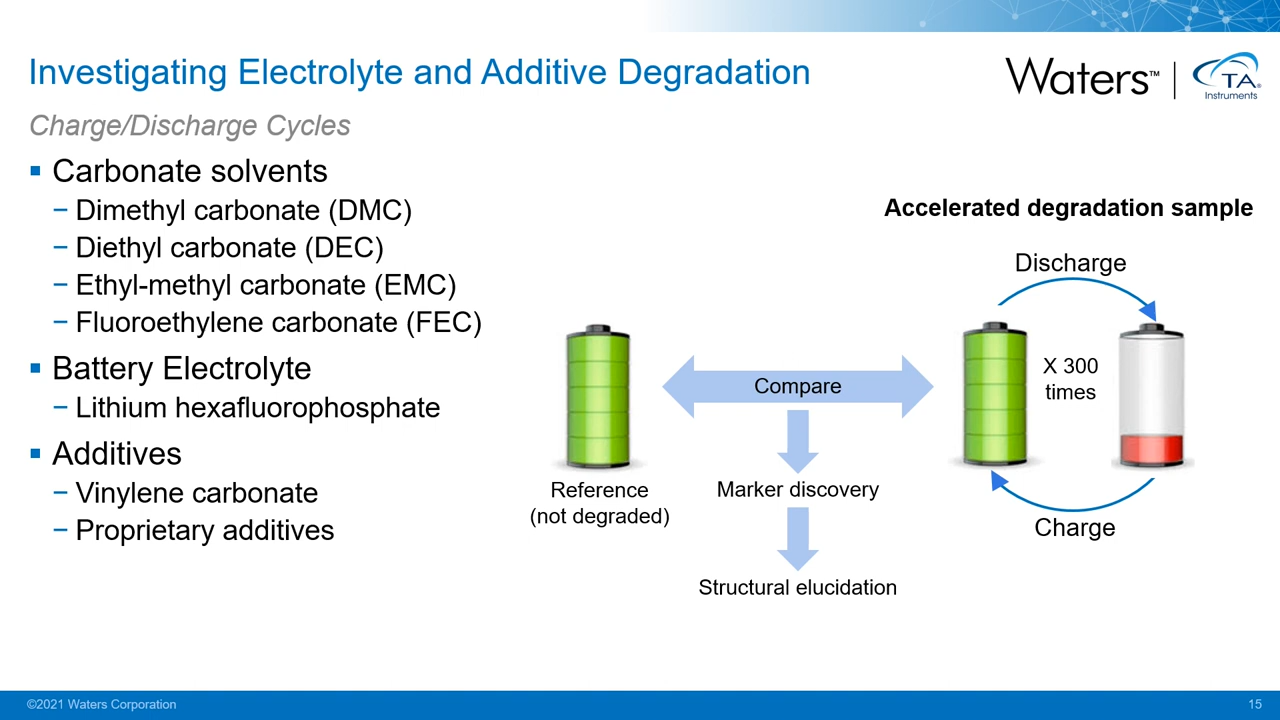 Investigating Electrolyte and Additive Degradation
Waters™
TA®
Instruments
Charge/Discharge Cycles
▪ Carbonate solvents
− Dimethyl carbonate (DMC)
− Diethyl carbonate (DEC)
− Ethyl-methyl carbonate (EMC)
− Fluoroethylene carbonate (FEC)
▪ Battery Electrolyte
− Lithium hexafluorophosphate
▪ Additives
− Vinylene carbonate
− Proprietary additives
Accelerated degradation sample
Discharge
X 300
times
Charge
Compare
Reference
(not degraded)
Marker discovery
Structural elucidation
©2021 Waters Corporation
15